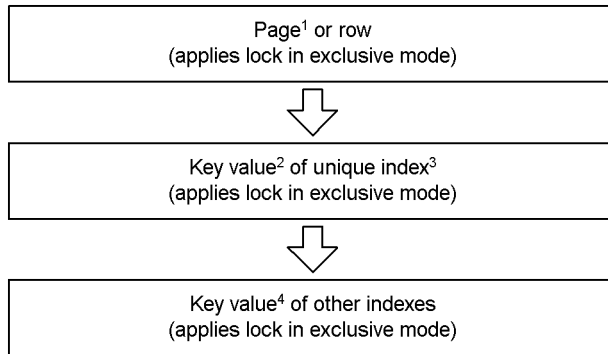 Page¹ or row
(applies lock in exclusive mode)
Key value² of unique index³
(applies lock in exclusive mode)
Key value⁴ of other indexes
(applies lock in exclusive mode)